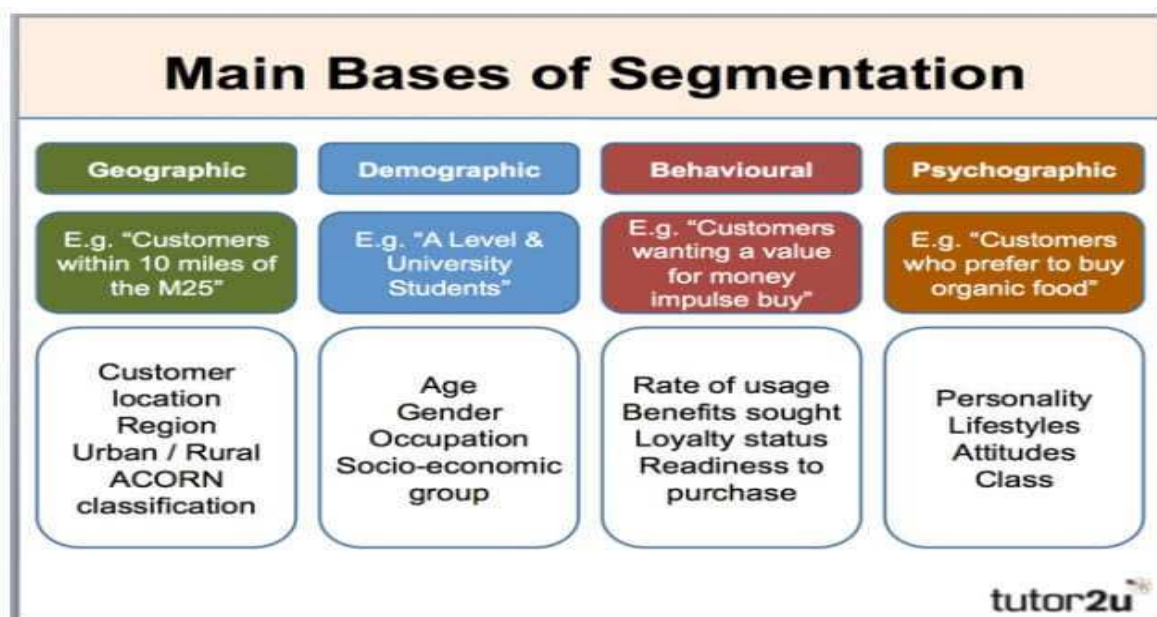 Main Bases of Segmentation
Geographic
Demographic
Behavioural
Psychographic
E.g. “Customers
within 10 miles of
the M25”
E.g. “A Level &
University
Students”
E.g. “Customers
wanting a value
for money
impulse buy”
E.g. “Customers
who prefer to buy
organic food”
Customer
location
Region
Urban / Rural
ACORN
classification
Age
Gender
Occupation
Socio-economic
group
Rate of usage
Benefits sought
Loyalty status
Readiness to
purchase
Personality
Lifestyles
Attitudes
Class
tutor2u